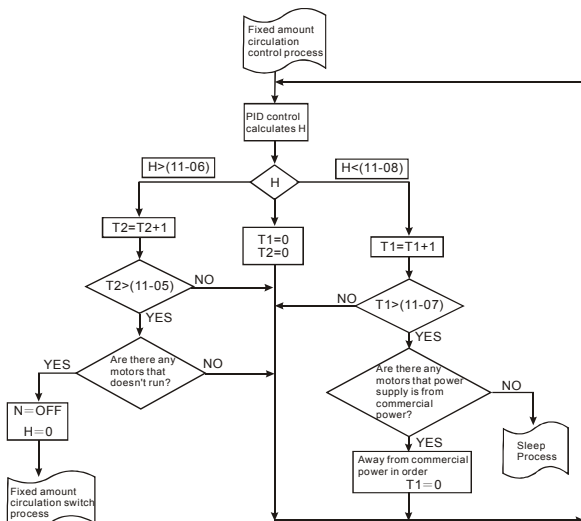 Fixed amount
circulation
control process
PID control
calculates H
H>(11-06)
H<(11-08)
H
T2=T2+1
T1=0
T2=0
T1=T1+1
T2>(11-05)
NO
NO
T1>(11-07)
YES
YES
Are there any
motors that
doesn't run?
YES
NO
Are there any
motors that power
supply is from
commercial
power?
NO
N=OFF
H=0
YES
Sleep
Process
Away from commercial
power in order
T1=0
Fixed amount
circulation switch
process